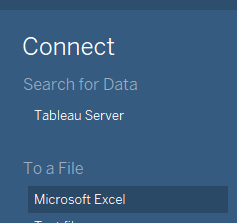 Connect
Search for Data
Tableau Server
To a File
Microsoft Excel